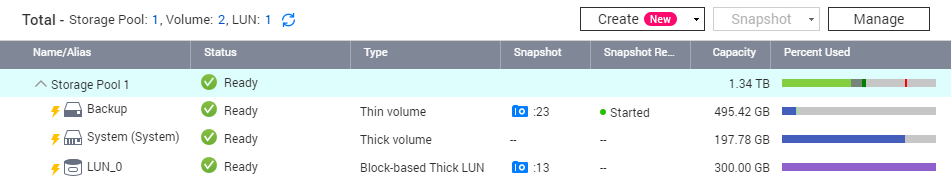 Total - Storage Pool: 1, Volume: 2, LUN: 1 Create New Snapshot Manage
Name/Alias Status Type Snapshot Snapshot Re... Capacity Percent Used
Storage Pool 1 Ready 1.34 TB
Backup Ready Thin volume :23 Started 495.42 GB
System (System) Ready Thick volume -- -- 197.78 GB
LUN_0 Ready Block-based Thick LUN :13 -- 300.00 GB